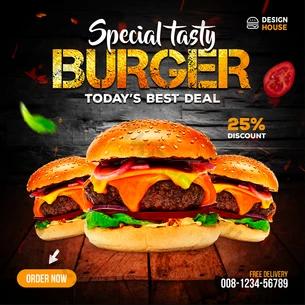 DESIGN
HOUSE
Special tasty
BURGER
TODAY'S BEST DEAL
25%
DISCOUNT
ORDER NOW
FREE DELIVERY
008-1234-56789